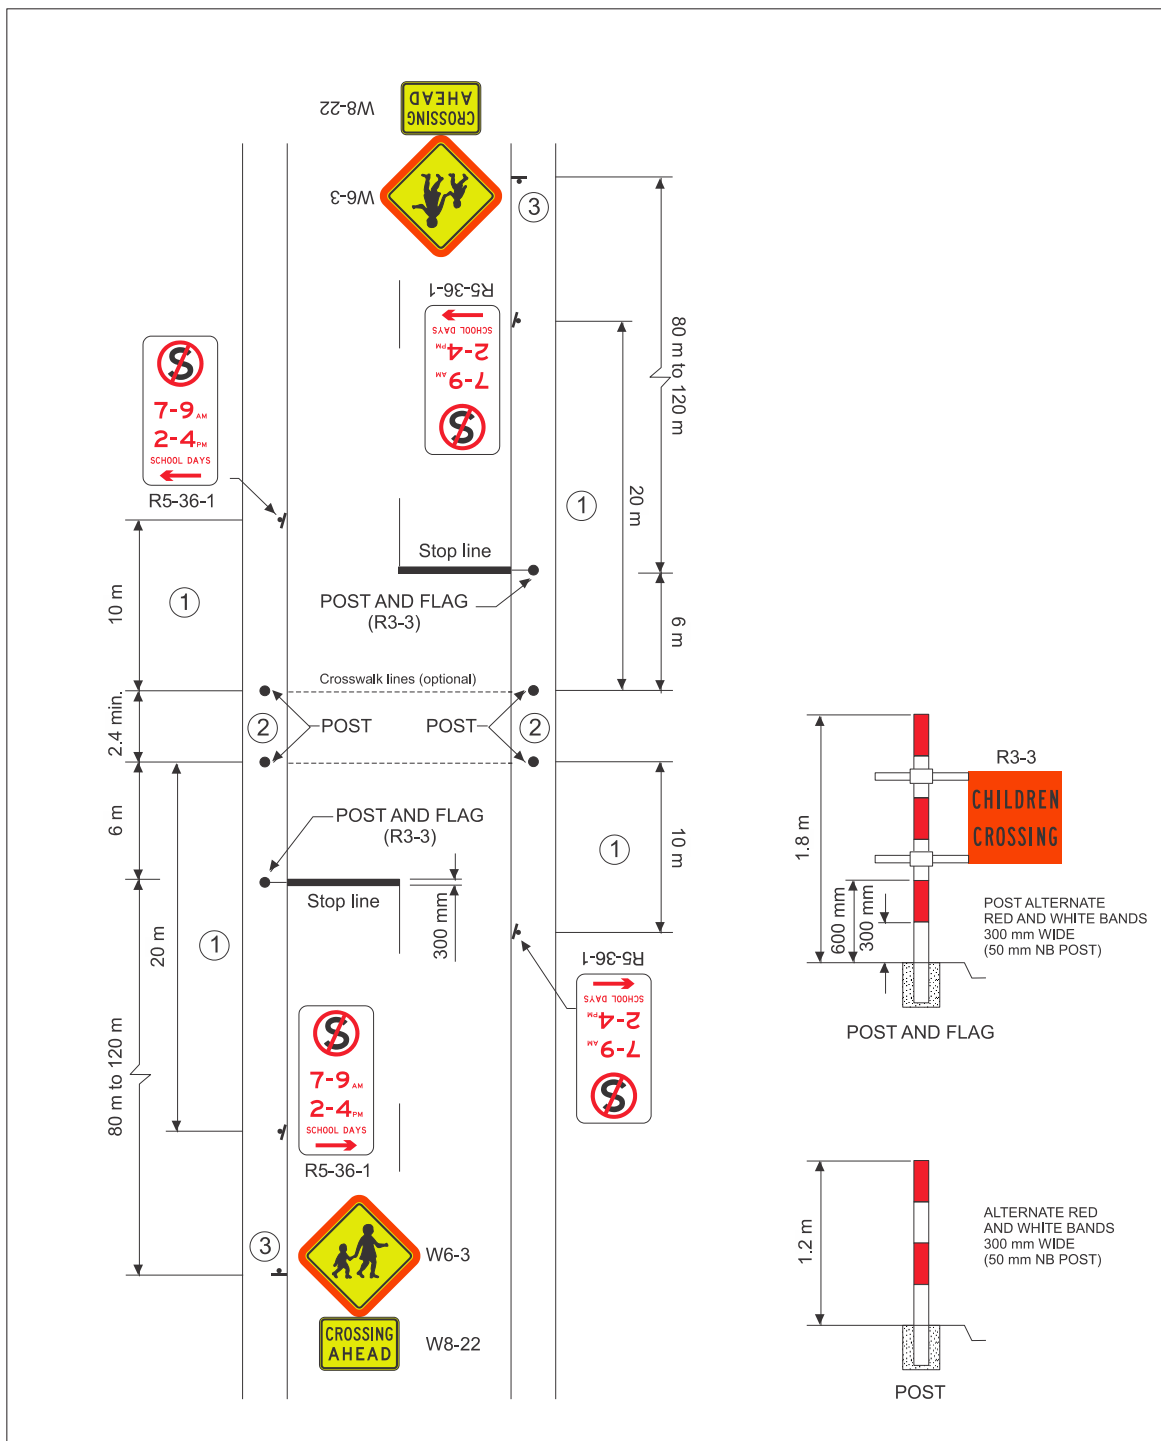 W8-22
CROSSING
AHEAD
W6-3
3
R5-36-1
SCHOOL DAYS
2-4 PM
7-9 AM
S
80 m to 120 m
20 m
1
6 m
S
7-9 AM
2-4 PM
SCHOOL DAYS
R5-36-1
10 m
1
Stop line
POST AND FLAG
(R3-3)
Crosswalk lines (optional)
2.4 min.
2
POST
POST
2
6 m
POST AND FLAG
(R3-3)
Stop line
300 mm
20 m
1
80 m to 120 m
1
10 m
R5-36-1
SCHOOL DAYS
2-4 PM
7-9 AM
S
S
7-9 AM
2-4 PM
SCHOOL DAYS
R5-36-1
3
W6-3
CROSSING
AHEAD
W8-22
R3-3
CHILDREN
CROSSING
1.8 m
600 mm
300 mm
POST ALTERNATE
RED AND WHITE BANDS
300 mm WIDE
(50 mm NB POST)
POST AND FLAG
1.2 m
ALTERNATE RED
AND WHITE BANDS
300 mm WIDE
(50 mm NB POST)
POST